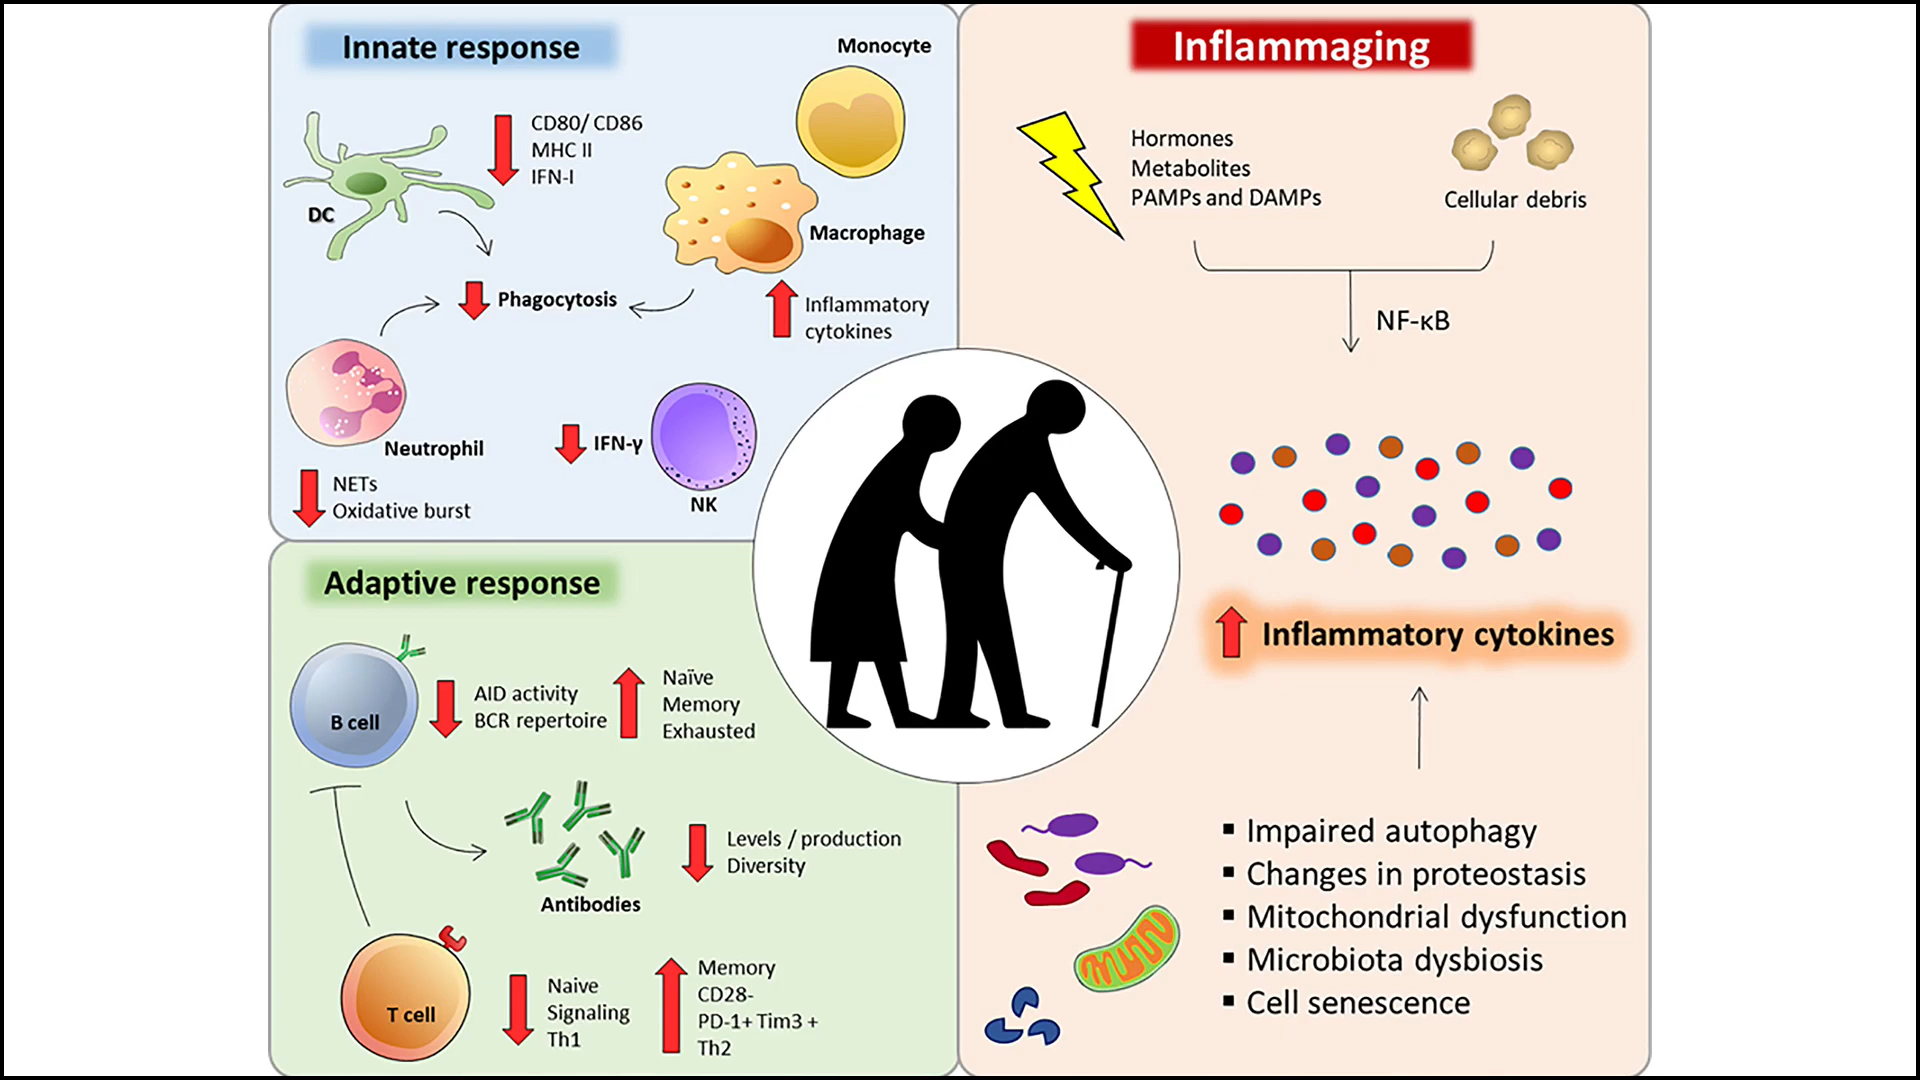 Innate response
Monocyte
CD80/ CD86
MHC II
IFN-I
DC
Macrophage
Phagocytosis
Inflammatory
cytokines
Neutrophil
IFN-γ
NK
NETs
Oxidative burst
Adaptive response
B cell
AID activity
BCR repertoire
Naïve
Memory
Exhausted
Levels / production
Diversity
Antibodies
T cell
Naive
Signaling
Th1
Memory
CD28-
PD-1+ Tim3 +
Th2
Inflammaging
Hormones
Metabolites
PAMPs and DAMPs
Cellular debris
NF-κB
Inflammatory cytokines
▪ Impaired autophagy
▪ Changes in proteostasis
▪ Mitochondrial dysfunction
▪ Microbiota dysbiosis
▪ Cell senescence